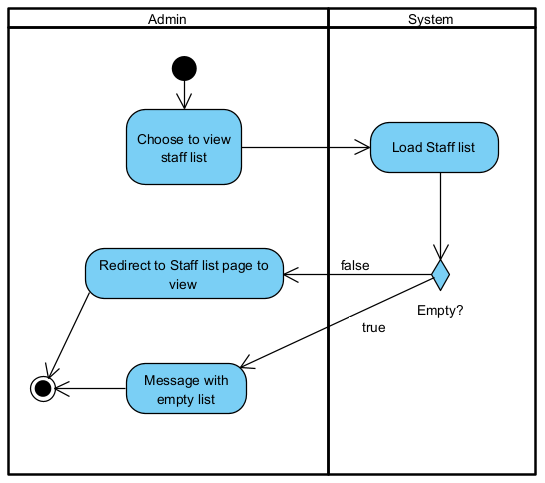 Admin
System
Choose to view
staff list
Load Staff list
Redirect to Staff list page to
view
false
Empty?
true
Message with
empty list